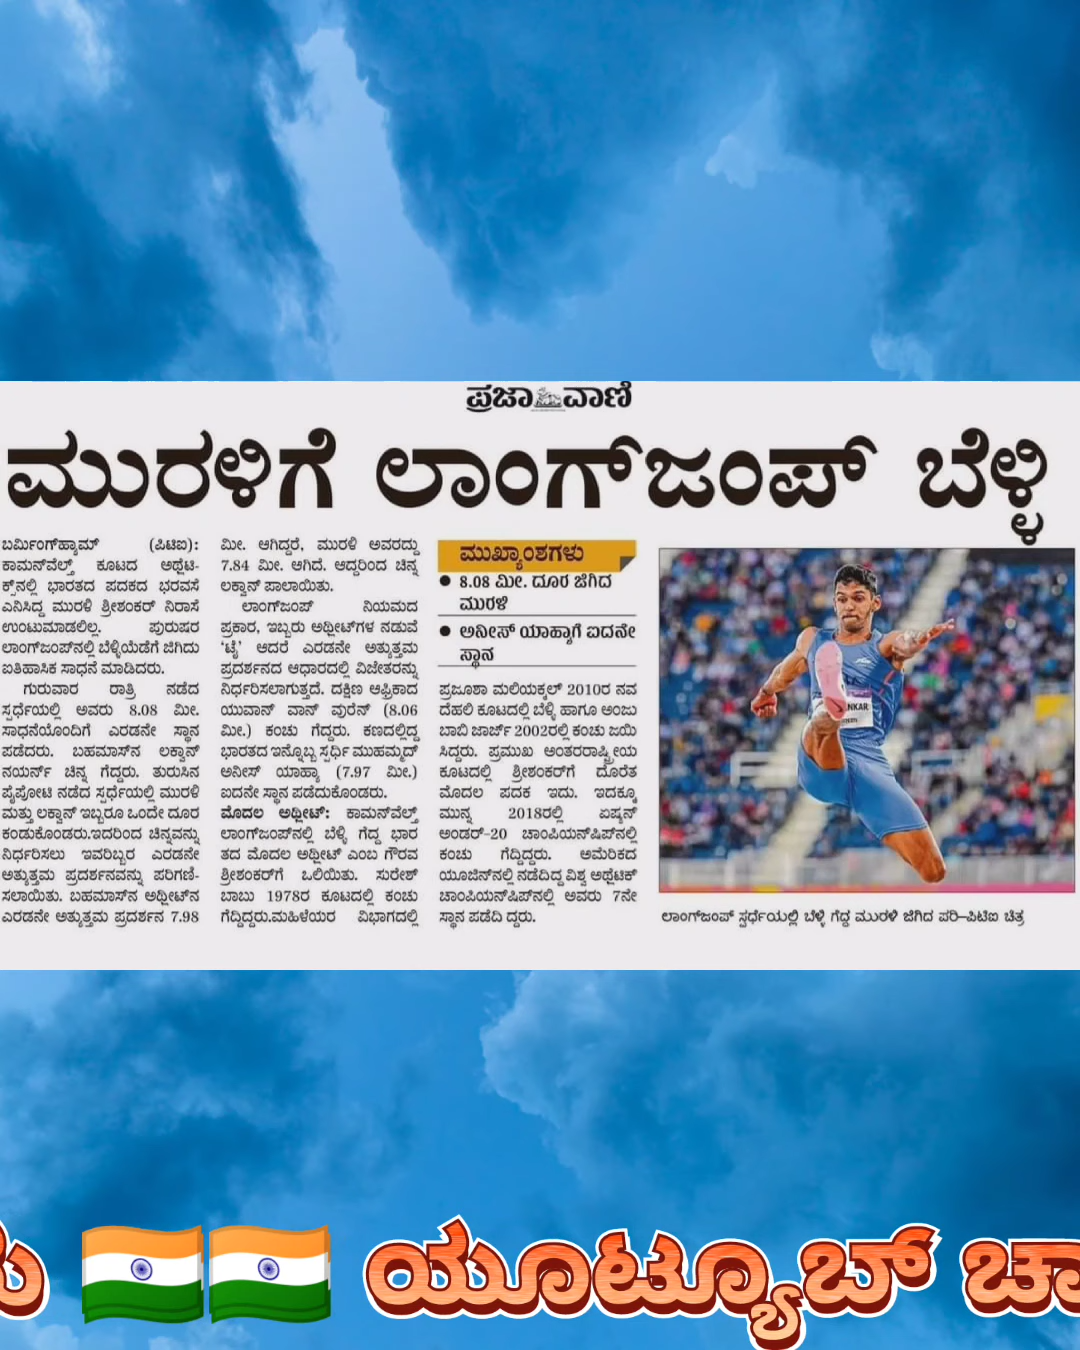 ಪ್ರಜಾವಾಣಿ
ಮುರಳಿಗೆ ಲಾಂಗ್‌ಜಂಪ್ ಬೆಳ್ಳಿ
ಬರ್ಮಿಂಗ್‌ಹ್ಯಾಮ್ (ಪಿಟಿಐ):
ಕಾಮನ್‌ವೆಲ್ತ್ ಕೂಟದ ಅಥ್ಲೆಟಿ-
ಕ್ಸ್‌ನಲ್ಲಿ ಭಾರತದ ಪದಕದ ಭರವಸೆ
ಎನಿಸಿದ್ದ ಮುರಳಿ ಶ್ರೀಶಂಕರ್ ನಿರಾಸೆ
ಉಂಟುಮಾಡಲಿಲ್ಲ. ಪುರುಷರ
ಲಾಂಗ್‌ಜಂಪ್‌ನಲ್ಲಿ ಬೆಳ್ಳಿಯೆಡೆಗೆ ಜಿಗಿದು
ಐತಿಹಾಸಿಕ ಸಾಧನೆ ಮಾಡಿದರು.
ಗುರುವಾರ ರಾತ್ರಿ ನಡೆದ
ಸ್ಪರ್ಧೆಯಲ್ಲಿ ಅವರು 8.08 ಮೀ.
ಸಾಧನೆಯೊಂದಿಗೆ ಎರಡನೇ ಸ್ಥಾನ
ಪಡೆದರು. ಬಹಮಾಸ್‌ನ ಲಕ್ವಾನ್
ನಯರ್ನ್ ಚಿನ್ನ ಗೆದ್ದರು. ತುರುಸಿನ
ಪೈಪೋಟಿ ನಡೆದ ಸ್ಪರ್ಧೆಯಲ್ಲಿ ಮುರಳಿ
ಮತ್ತು ಲಕ್ವಾನ್ ಇಬ್ಬರೂ ಒಂದೇ ದೂರ
ಕಂಡುಕೊಂಡರು.ಇದರಿಂದ ಚಿನ್ನವನ್ನು
ನಿರ್ಧರಿಸಲು ಇವರಿಬ್ಬರ ಎರಡನೇ
ಅತ್ಯುತ್ತಮ ಪ್ರದರ್ಶನವನ್ನು ಪರಿಗಣಿ-
ಸಲಾಯಿತು. ಬಹಮಾಸ್‌ನ ಅಥ್ಲೀಟ್‌ನ
ಎರಡನೇ ಅತ್ಯುತ್ತಮ ಪ್ರದರ್ಶನ 7.98
ಮೀ. ಆಗಿದ್ದರೆ, ಮುರಳಿ ಅವರದ್ದು
7.84 ಮೀ. ಆಗಿದೆ. ಆದ್ದರಿಂದ ಚಿನ್ನ
ಲಕ್ವಾನ್ ಪಾಲಾಯಿತು.
ಲಾಂಗ್‌ಜಂಪ್ ನಿಯಮದ
ಪ್ರಕಾರ, ಇಬ್ಬರು ಅಥ್ಲೀಟ್‌ಗಳ ನಡುವೆ
‘ಟೈ’ ಆದರೆ ಎರಡನೇ ಅತ್ಯುತ್ತಮ
ಪ್ರದರ್ಶನದ ಆಧಾರದಲ್ಲಿ ವಿಜೇತರನ್ನು
ನಿರ್ಧರಿಸಲಾಗುತ್ತದೆ. ದಕ್ಷಿಣ ಆಫ್ರಿಕಾದ
ಯುವಾನ್ ವಾನ್ ವುರೆನ್ (8.06
ಮೀ.) ಕಂಚು ಗೆದ್ದರು. ಕಣದಲ್ಲಿದ್ದ
ಭಾರತದ ಇನ್ನೊಬ್ಬ ಸ್ಪರ್ಧಿ ಮುಹಮ್ಮದ್
ಅನೀಸ್ ಯಾಹ್ಯಾ (7.97 ಮೀ.)
ಐದನೇ ಸ್ಥಾನ ಪಡೆದುಕೊಂಡರು.
ಮೊದಲ ಅಥ್ಲೀಟ್: ಕಾಮನ್‌ವೆಲ್ತ್
ಲಾಂಗ್‌ಜಂಪ್‌ನಲ್ಲಿ ಬೆಳ್ಳಿ ಗೆದ್ದ ಭಾರ
ತದ ಮೊದಲ ಅಥ್ಲೀಟ್ ಎಂಬ ಗೌರವ
ಶ್ರೀಶಂಕರ್‌ಗೆ ಒಲಿಯಿತು. ಸುರೇಶ್
ಬಾಬು 1978ರ ಕೂಟದಲ್ಲಿ ಕಂಚು
ಗೆದ್ದಿದ್ದರು.ಮಹಿಳೆಯರ ವಿಭಾಗದಲ್ಲಿ
ಮುಖ್ಯಾಂಶಗಳು
● 8.08 ಮೀ. ದೂರ ಜಿಗಿದ
ಮುರಳಿ
● ಅನೀಸ್ ಯಾಹ್ಯಾಗೆ ಐದನೇ
ಸ್ಥಾನ
ಪ್ರಜೂಶಾ ಮಲಿಯಕ್ಕಲ್ 2010ರ ನವ
ದೆಹಲಿ ಕೂಟದಲ್ಲಿ ಬೆಳ್ಳಿ ಹಾಗೂ ಅಂಜು
ಬಾಬಿ ಜಾರ್ಜ್ 2002ರಲ್ಲಿ ಕಂಚು ಜಯಿ
ಸಿದ್ದರು. ಪ್ರಮುಖ ಅಂತರರಾಷ್ಟ್ರೀಯ
ಕೂಟದಲ್ಲಿ ಶ್ರೀಶಂಕರ್‌ಗೆ ದೊರೆತ
ಮೊದಲ ಪದಕ ಇದು. ಇದಕ್ಕೂ
ಮುನ್ನ 2018ರಲ್ಲಿ ಏಷ್ಯನ್
ಅಂಡರ್-20 ಚಾಂಪಿಯನ್‌ಷಿಪ್‌ನಲ್ಲಿ
ಕಂಚು ಗೆದ್ದಿದ್ದರು. ಅಮೆರಿಕದ
ಯೂಜಿನ್‌ನಲ್ಲಿ ನಡೆದಿದ್ದ ವಿಶ್ವ ಅಥ್ಲೆಟಿಕ್
ಚಾಂಪಿಯನ್‌ಷಿಪ್‌ನಲ್ಲಿ ಅವರು 7ನೇ
ಸ್ಥಾನ ಪಡೆದಿ ದ್ದರು.
NKAR
ಲಾಂಗ್‌ಜಂಪ್ ಸ್ಪರ್ಧೆಯಲ್ಲಿ ಬೆಳ್ಳಿ ಗೆದ್ದ ಮುರಳಿ ಜಿಗಿದ ಪರಿ–ಪಿಟಿಐ ಚಿತ್ರ
ಯೂಟ್ಯೂಬ್ ಚಾ